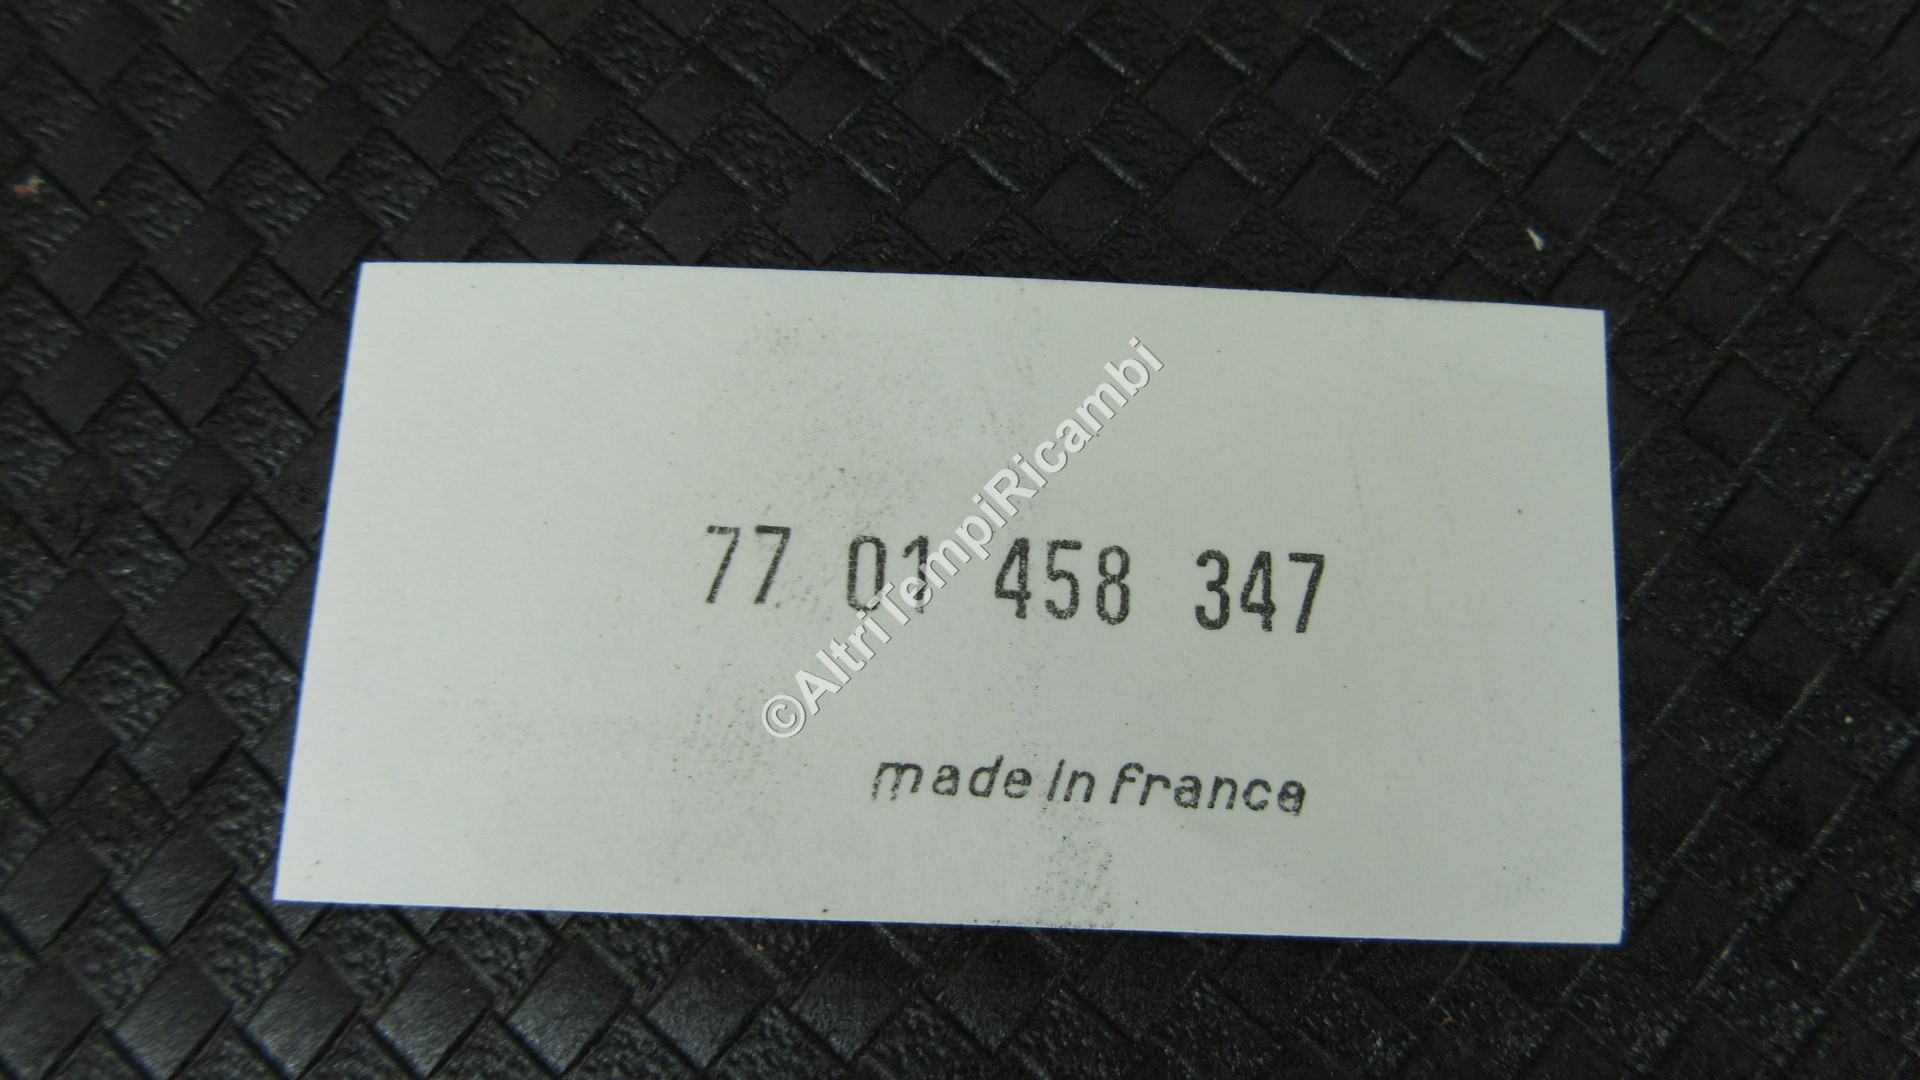 77 01 458 347
©AltriTempiRicambi
made in france